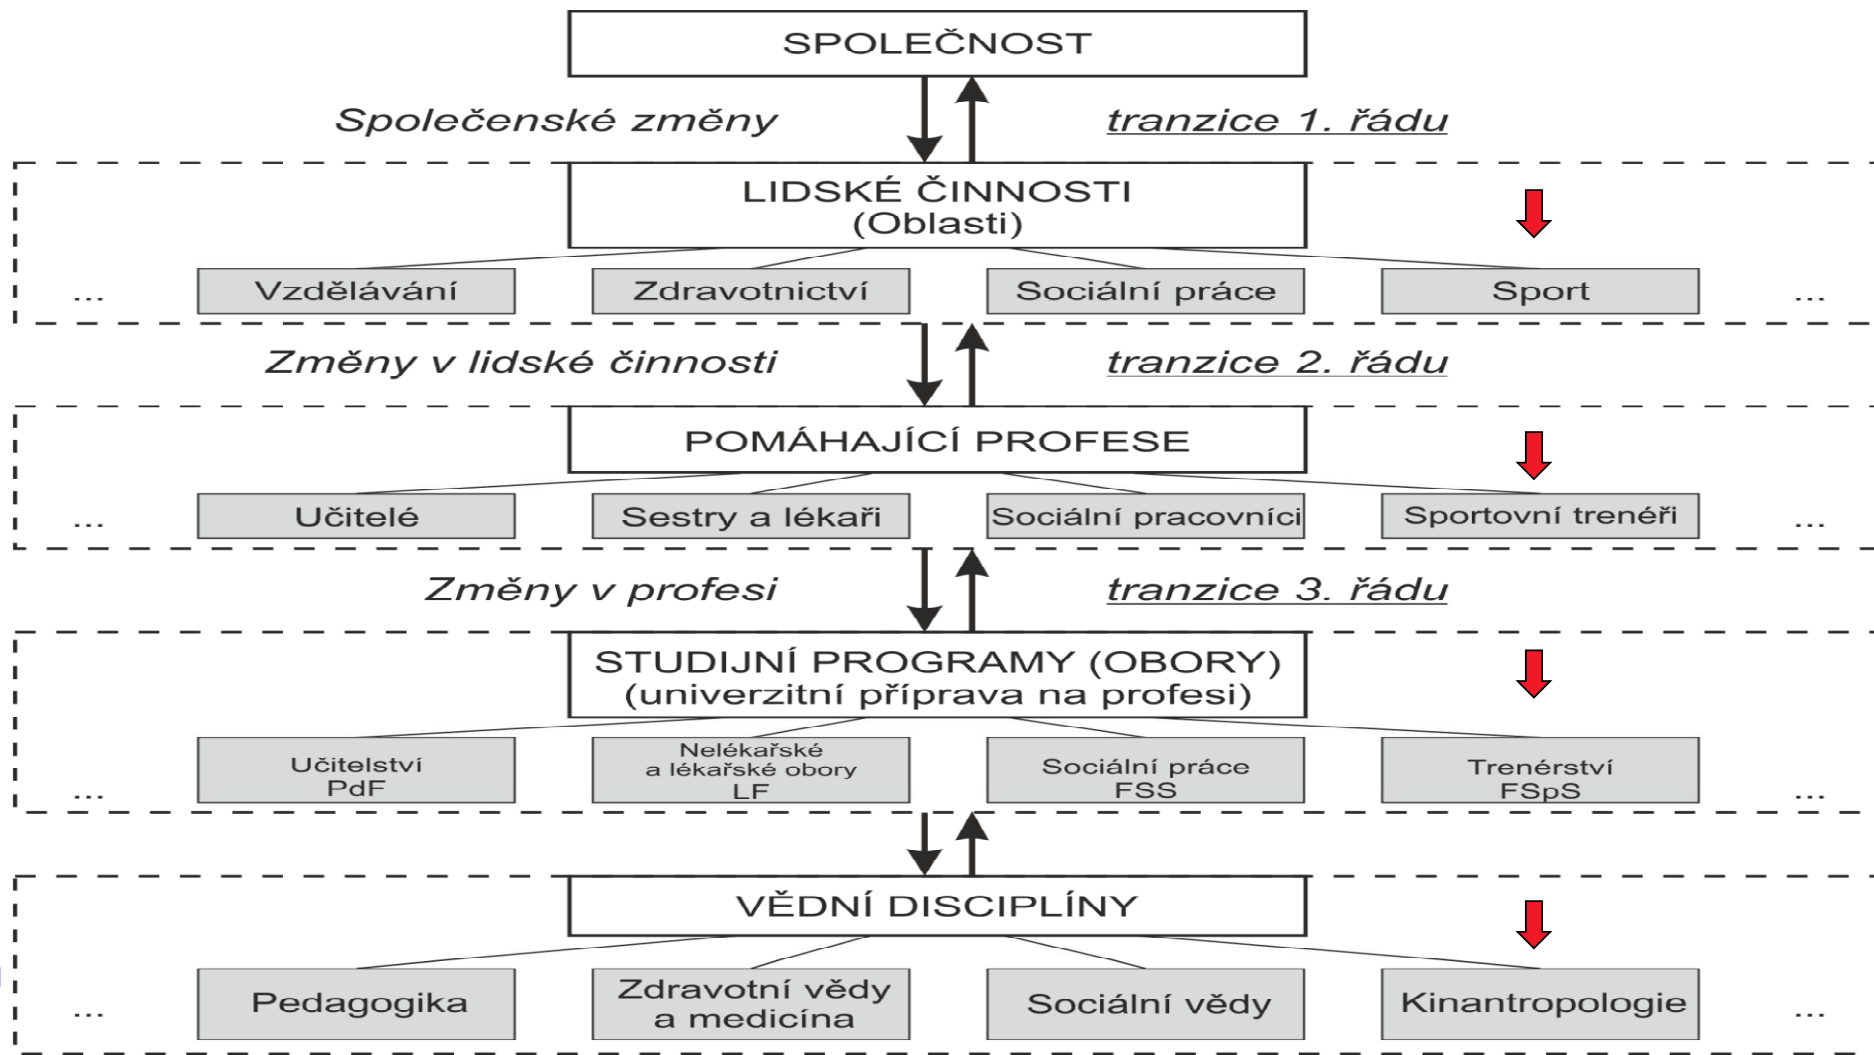 SPOLEČNOST
Společenské změny
tranzice 1. řádu
LIDSKÉ ČINNOSTI
(Oblasti)
...
Vzdělávání
Zdravotnictví
Sociální práce
Sport
...
Změny v lidské činnosti
tranzice 2. řádu
POMÁHAJÍCÍ PROFESE
...
Učitelé
Sestry a lékaři
Sociální pracovníci
Sportovní trenéři
...
Změny v profesi
tranzice 3. řádu
STUDIJNÍ PROGRAMY (OBORY)
(univerzitní příprava na profesi)
...
Učitelství
PdF
Nelékařské
a lékařské obory
LF
Sociální práce
FSS
Trenérství
FSpS
...
VĚDNÍ DISCIPLÍNY
...
Pedagogika
Zdravotní vědy
a medicína
Sociální vědy
Kinantropologie
...